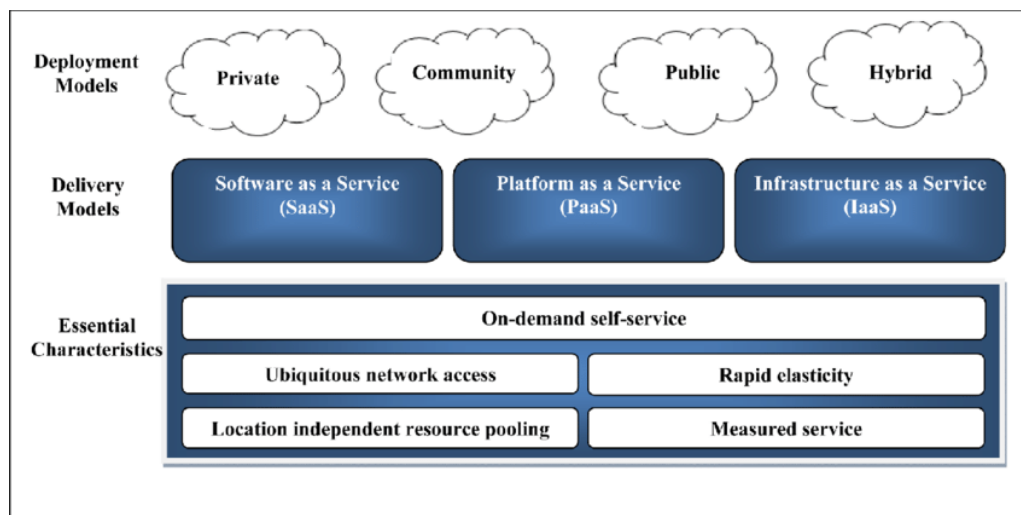 Deployment
Models
Private
Community
Public
Hybrid
Delivery
Models
Software as a Service
(SaaS)
Platform as a Service
(PaaS)
Infrastructure as a Service
(IaaS)
Essential
Characteristics
On-demand self-service
Ubiquitous network access
Rapid elasticity
Location independent resource pooling
Measured service